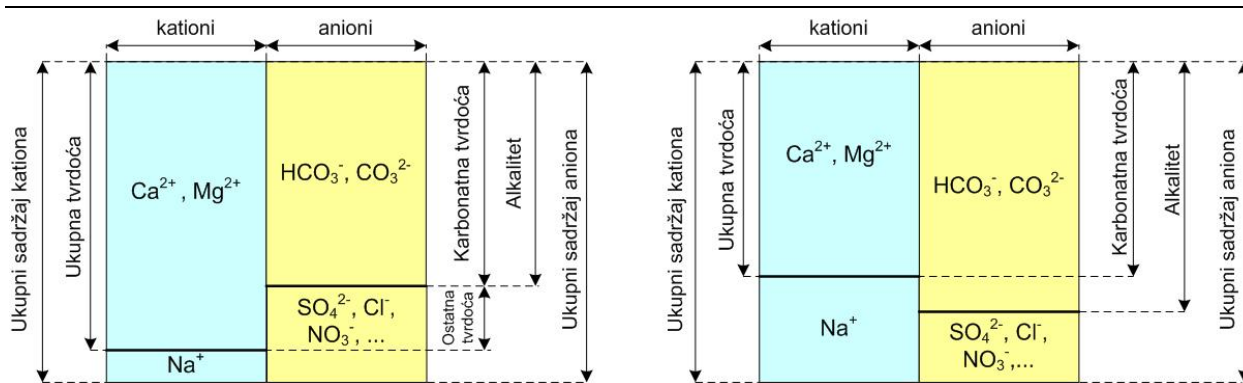 kationi
anioni
Ukupni sadržaj kationa
Ukupna tvrdoća
Ca²⁺ , Mg²⁺
HCO₃⁻, CO₃²⁻
Karbonatna tvrdoća
Alkalitet
Ukupni sadržaj aniona
SO₄²⁻, Cl⁻,
NO₃⁻, ...
Ostatna
tvrdoća
Na⁺
kationi
anioni
Ukupni sadržaj kationa
Ukupna tvrdoća
Ca²⁺, Mg²⁺
HCO₃⁻, CO₃²⁻
Karbonatna tvrdoća
Alkalitet
Ukupni sadržaj aniona
Na⁺
SO₄²⁻, Cl⁻,
NO₃⁻,...